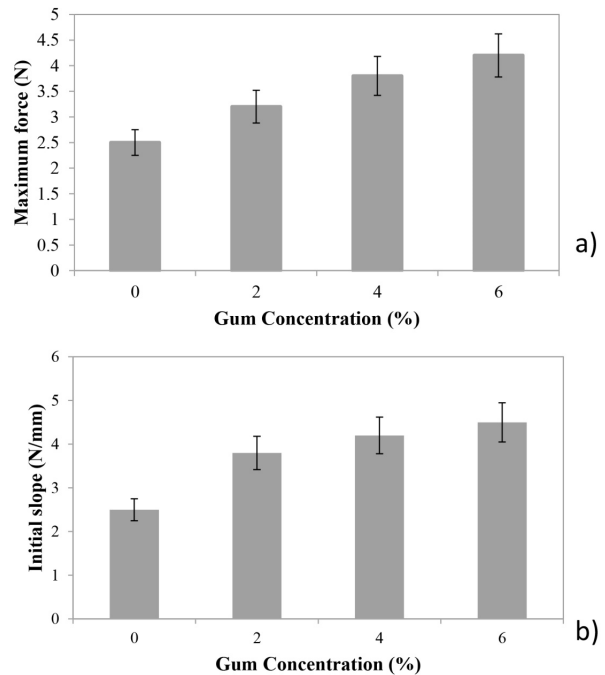 5
4.5
4
3.5
3
2.5
2
1.5
1
0.5
0
Maximum force (N)
0 2 4 6
Gum Concentration (%)
a)
6
5
4
3
2
1
0
Initial slope (N/mm)
0 2 4 6
Gum Concentration (%)
b)